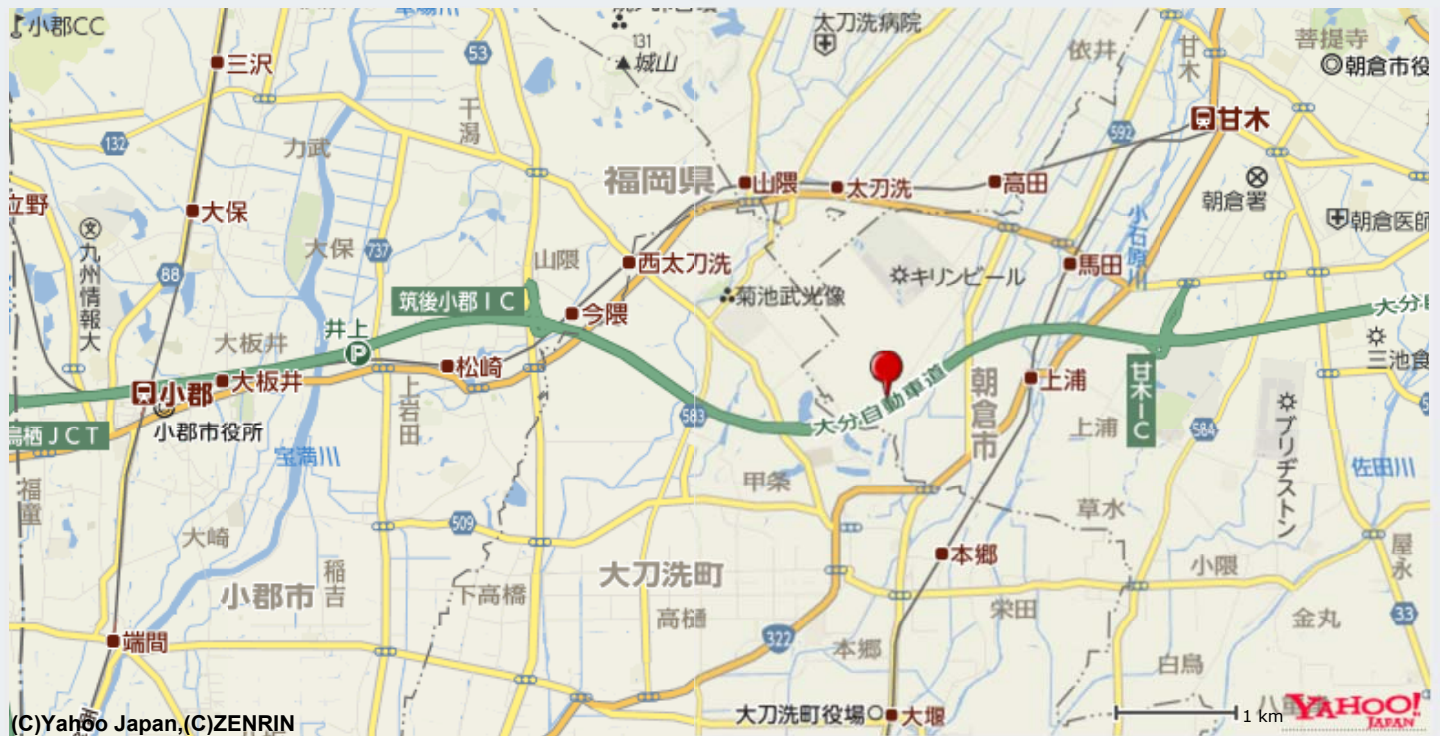 小郡CC
三沢
53
131
城山
太刀洗病院
依井
甘木
菩提寺
朝倉市役
132
干潟
力武
592
甘木
福岡県
山隈
太刀洗
高田
朝倉署
立野
大保
九州情報大
大保
737
山隈
小石原川
朝倉医師
88
西太刀洗
馬田
キリンビール
菊池武光像
筑後小郡IC
今隈
大分自
井上
P
大板井
三池食
松崎
小郡
大板井
大分自動車道
朝倉市
上浦
甘木IC
鳥栖JCT
小郡市役所
上岩田
583
上浦
584
ブリヂストン
宝満川
佐田川
福童
甲条
509
草水
大崎
屋永
本郷
小隈
稲吉
小郡市
大刀洗町
下高橋
高樋
栄田
金丸
33
端間
322
本郷
白鳥
大刀洗町役場
大堰
(C)Yahoo Japan,(C)ZENRIN
1 km
YAHOO!
JAPAN